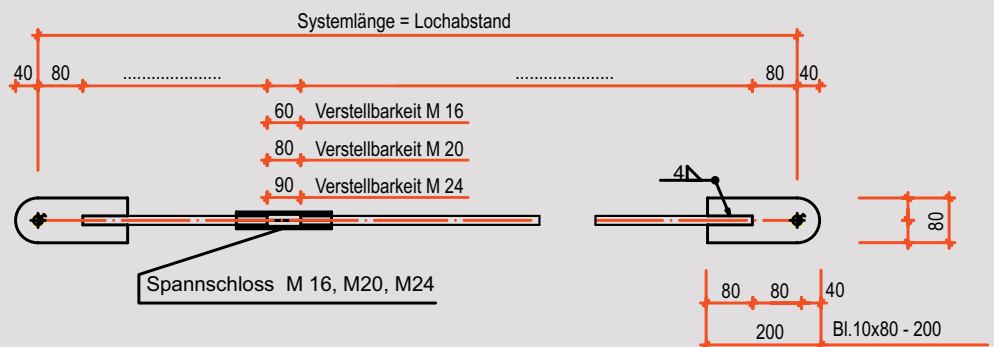 Systemlänge = Lochabstand
40 80 ..................... ..................... 80 40
60 Verstellbarkeit M 16
80 Verstellbarkeit M 20
90 Verstellbarkeit M 24
4
80
Spannschloss M 16, M20, M24
80 80 40
200 Bl.10x80 - 200